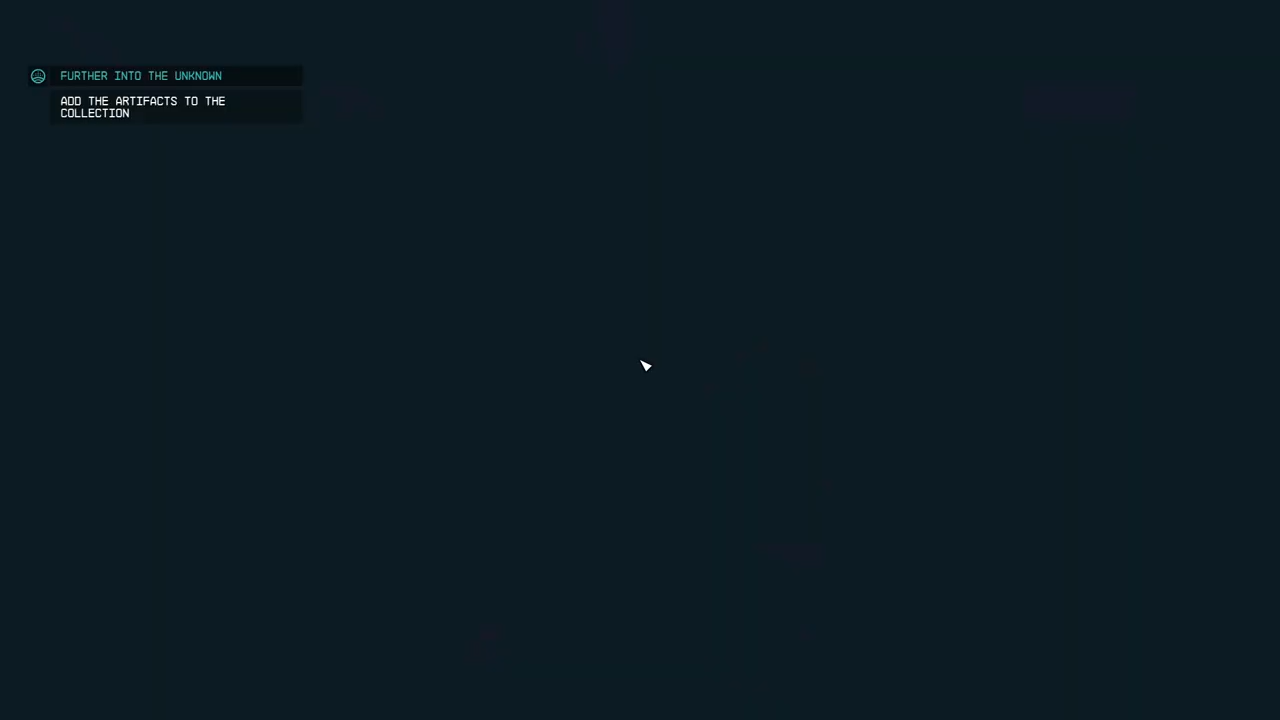 FURTHER INTO THE UNKNOWN
ADD THE ARTIFACTS TO THE
COLLECTION